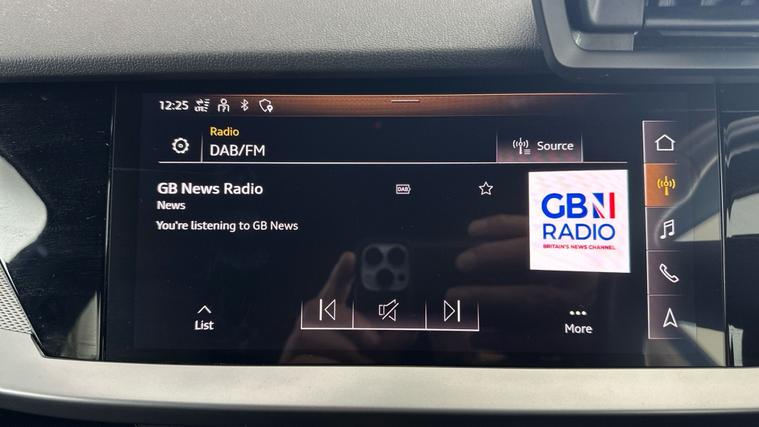 12:25
Radio
DAB/FM
Source
GB News Radio
DAB
News
You're listening to GB News
GBN
RADIO
BRITAIN'S NEWS CHANNEL
List
More